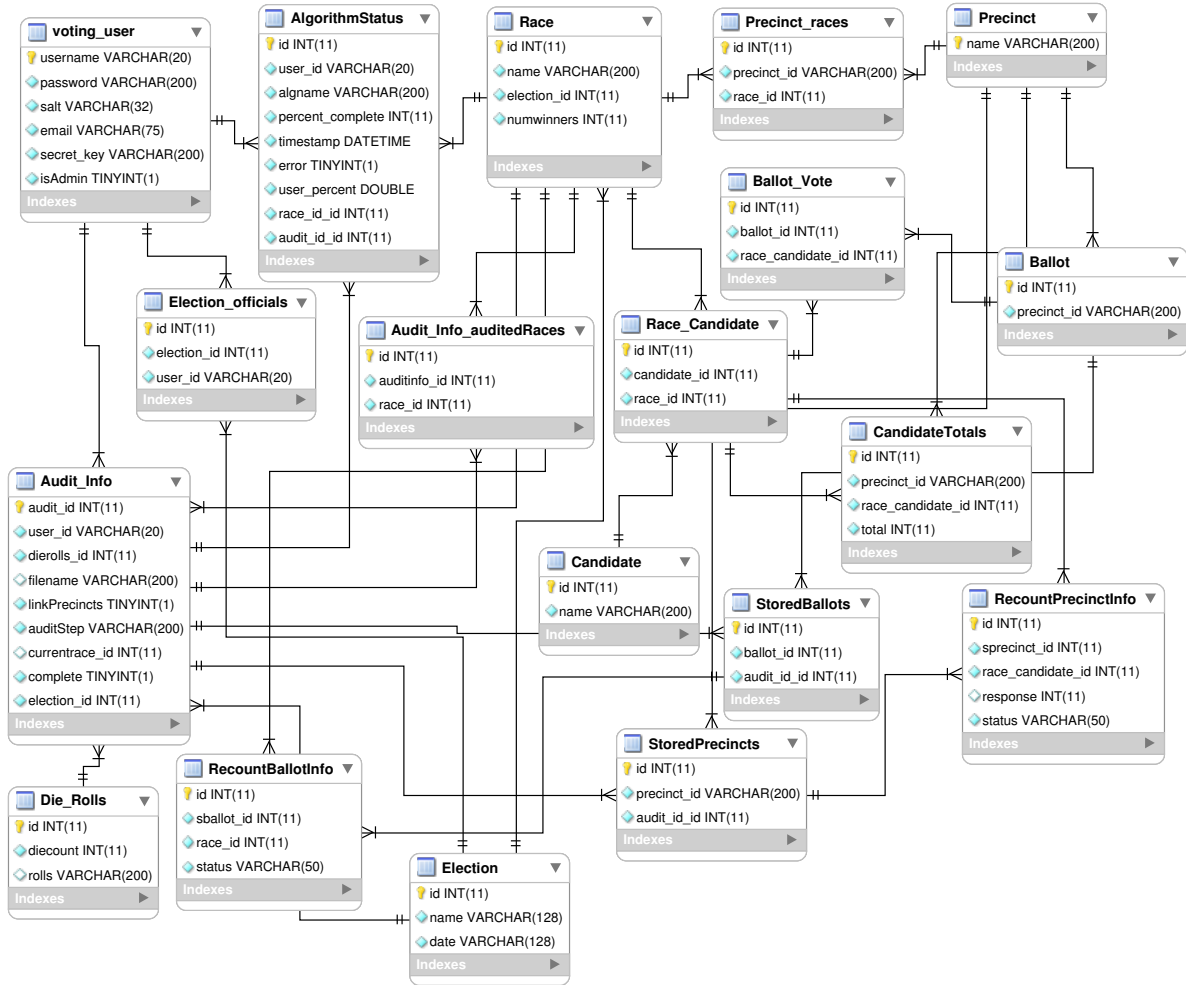 voting_user
username VARCHAR(20)
password VARCHAR(200)
salt VARCHAR(32)
email VARCHAR(75)
secret_key VARCHAR(200)
isAdmin TINYINT(1)
Indexes
AlgorithmStatus
id INT(11)
user_id VARCHAR(20)
algname VARCHAR(200)
percent_complete INT(11)
timestamp DATETIME
error TINYINT(1)
user_percent DOUBLE
race_id_id INT(11)
audit_id_id INT(11)
Indexes
Race
id INT(11)
name VARCHAR(200)
election_id INT(11)
numwinners INT(11)
Indexes
Precinct_races
id INT(11)
precinct_id VARCHAR(200)
race_id INT(11)
Indexes
Precinct
name VARCHAR(200)
Indexes
Ballot_Vote
id INT(11)
ballot_id INT(11)
race_candidate_id INT(11)
Indexes
Ballot
id INT(11)
precinct_id VARCHAR(200)
Indexes
Election_officials
id INT(11)
election_id INT(11)
user_id VARCHAR(20)
Indexes
Audit_Info_auditedRaces
id INT(11)
auditinfo_id INT(11)
race_id INT(11)
Indexes
Race_Candidate
id INT(11)
candidate_id INT(11)
race_id INT(11)
Indexes
CandidateTotals
id INT(11)
precinct_id VARCHAR(200)
race_candidate_id INT(11)
total INT(11)
Indexes
Audit_Info
audit_id INT(11)
user_id VARCHAR(20)
dierolls_id INT(11)
filename VARCHAR(200)
linkPrecincts TINYINT(1)
auditStep VARCHAR(200)
currentrace_id INT(11)
complete TINYINT(1)
election_id INT(11)
Indexes
Candidate
id INT(11)
name VARCHAR(200)
Indexes
StoredBallots
id INT(11)
ballot_id INT(11)
audit_id_id INT(11)
Indexes
RecountPrecinctInfo
id INT(11)
sprecinct_id INT(11)
race_candidate_id INT(11)
response INT(11)
status VARCHAR(50)
Indexes
StoredPrecincts
id INT(11)
precinct_id VARCHAR(200)
audit_id_id INT(11)
Indexes
RecountBallotInfo
id INT(11)
sballot_id INT(11)
race_id INT(11)
status VARCHAR(50)
Indexes
Die_Rolls
id INT(11)
diecount INT(11)
rolls VARCHAR(200)
Indexes
Election
id INT(11)
name VARCHAR(128)
date VARCHAR(128)
Indexes